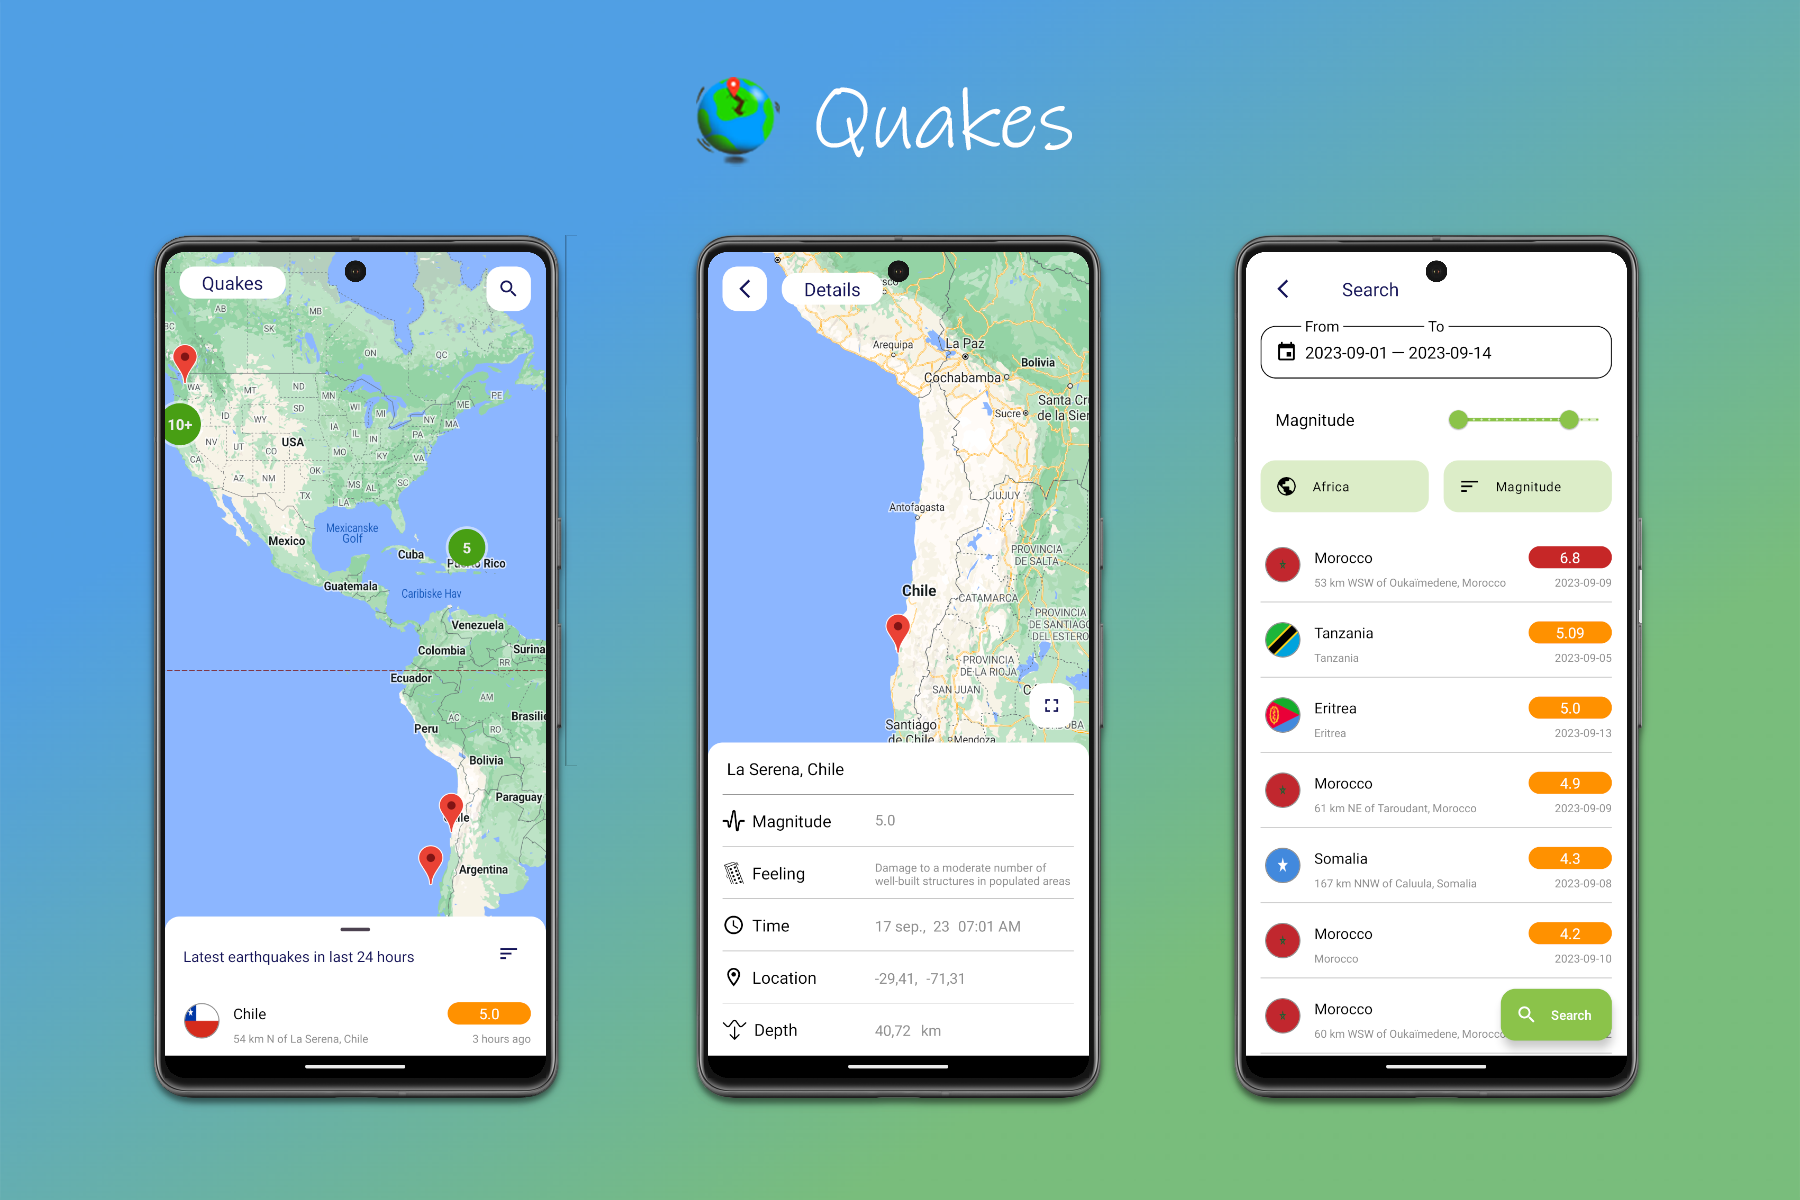 Quakes
Quakes
AB
MB
BC
SK
ON
QC
WA
MT
ND
MN
PE
ME
10+
ID
WY
SD
WI
MI
NY
MA
NV
UT
CO
USA
IA
IL
IN
PA
CA
MO
KY
VA
AZ
NM
OK
MS
AL
SC
TX
LA
Mexicanske
Golf
Mexico
Cuba
5
Rico
Guatemala
Caribiske Hav
Venezuela
Colombia
Surina
RR
Ecuador
AM
AC
Brasilie
Peru
RO
Bolivia
Paraguay
Argentina
Latest earthquakes in last 24 hours
Chile
5.0
54 km N of La Serena, Chile
3 hours ago
Details
Arequipa
La Paz
Bolivia
Cochabamba
Santa Cru
Sucre
de la Sier
Antofagasta
JUJUY
PROVINCIA
DE SALTA
Chile
CATAMARCA
PROVINCIA
DE SANTIAG
DEL ESTERO
PROVINCIA
DE LA RIOJA
SAN JUAN
Santiago
de Chile
Mendoza
La Serena, Chile
Magnitude
5.0
Feeling
Damage to a moderate number of
well-built structures in populated areas
Time
17 sep., 23 07:01 AM
Location
-29,41, -71,31
Depth
40,72 km
Search
From
To
2023-09-01 — 2023-09-14
Magnitude
Africa
Magnitude
Morocco
6.8
53 km WSW of Oukaïmedene, Morocco
2023-09-09
Tanzania
5.09
Tanzania
2023-09-05
Eritrea
5.0
Eritrea
2023-09-13
Morocco
4.9
61 km NE of Taroudant, Morocco
2023-09-09
Somalia
4.3
167 km NNW of Caluula, Somalia
2023-09-08
Morocco
4.2
Morocco
2023-09-10
Morocco
60 km WSW of Oukaïmedene, Morocco
Search